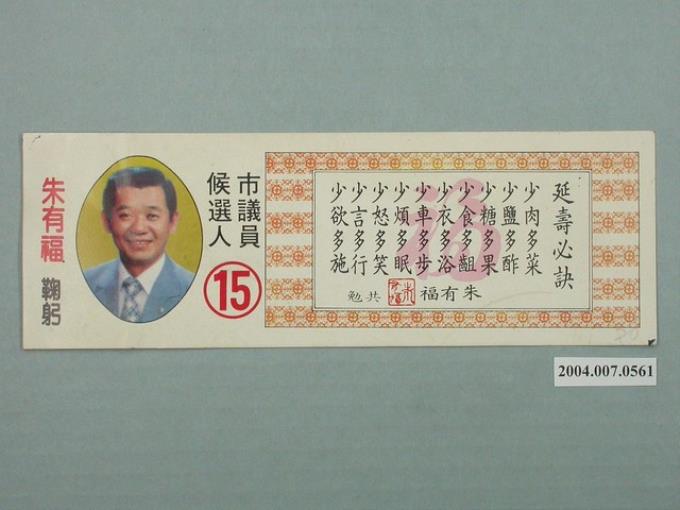 延壽必訣
少肉多菜
少鹽多酢
少糖多果
少食多齟
少衣多浴
少車多步
少煩多眠
少怒多笑
少言多行
少欲多施
朱有福 共勉
福
市議員
候選人
15
朱有福 鞠躬
2004.007.0561